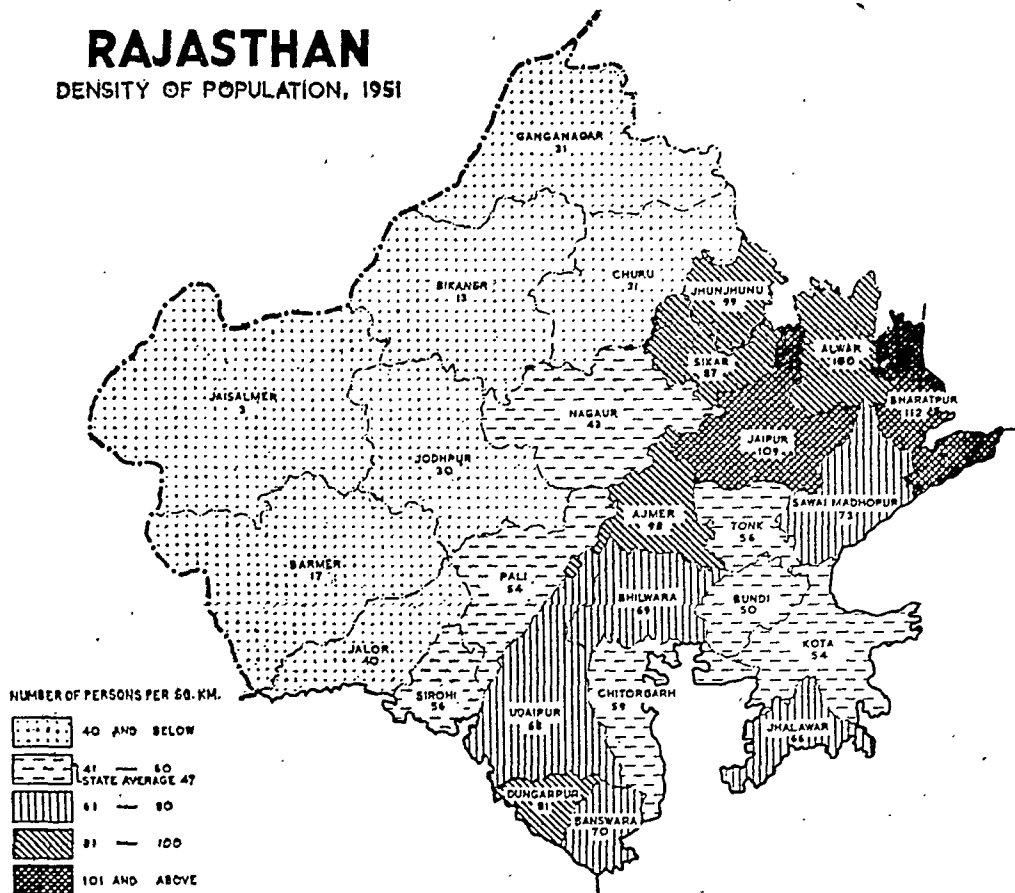 RAJASTHAN
DENSITY OF POPULATION, 1951
GANGANAGAR
31
BIKANER
13
CHURU
31
JHUNJHUNU
99
SIKAR
87
ALWAR
100
BHARATPUR
112
JAISALMER
3
NAGAUR
43
JODHPUR
30
JAIPUR
109
SAWAI MADHOPUR
73
AJMER
98
TONK
56
BARMER
17
PALI
54
BHILWARA
69
BUNDI
50
KOTA
54
JALOR
40
SIROHI
56
CHITORGARH
59
UDAIPUR
68
JHALAWAR
66
DUNGARPUR
81
BANSWARA
70
NUMBER OF PERSONS PER SQ. KM.
40 AND BELOW
41 — 60
STATE AVERAGE 47
61 — 80
81 — 100
101 AND ABOVE